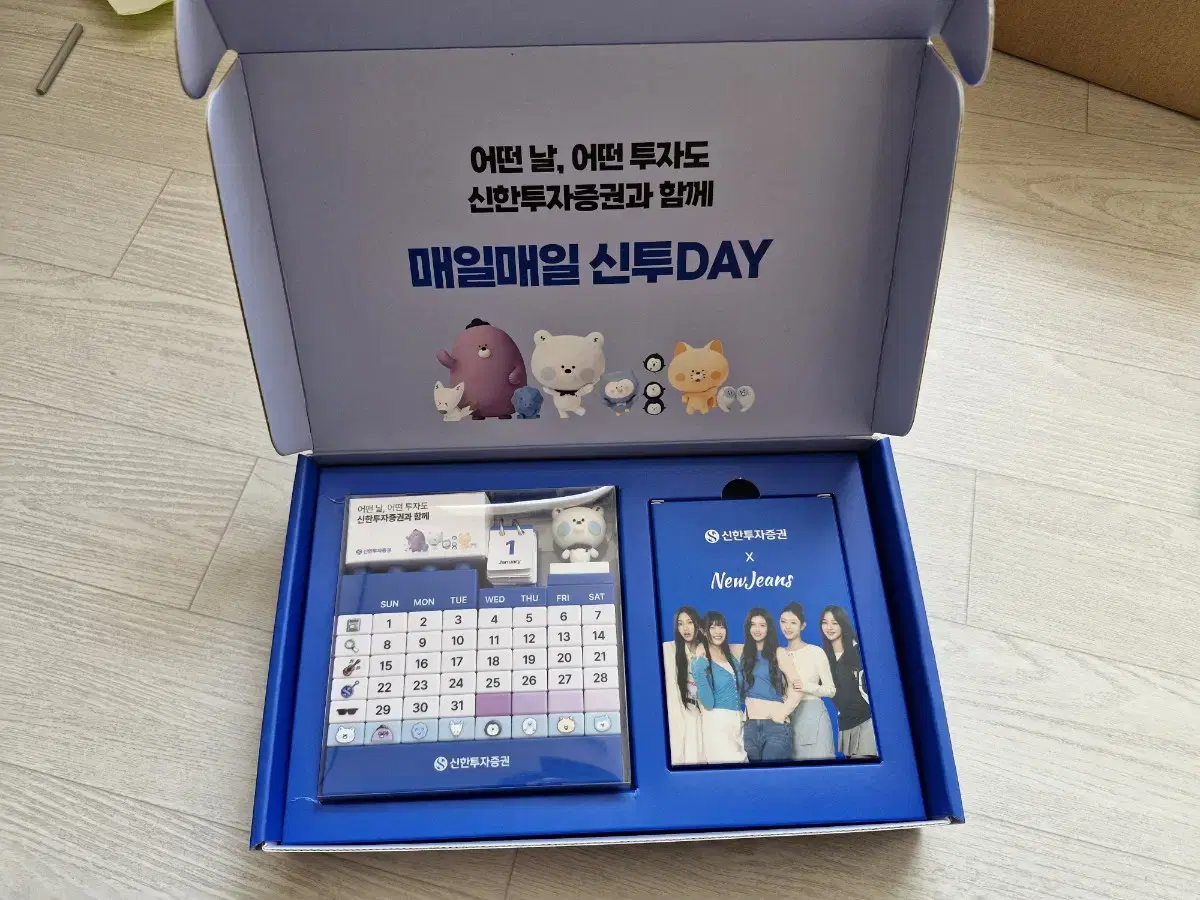 어떤 날, 어떤 투자도
신한투자증권과 함께
매일매일 신투DAY
어떤 날, 어떤 투자도
신한투자증권과 함께
신한투자증권
1
January
SUN MON TUE WED THU FRI SAT
1 2 3 4 5 6 7
8 9 10 11 12 13 14
15 16 17 18 19 20 21
22 23 24 25 26 27 28
29 30 31
신한투자증권
신한투자증권
X
NewJeans